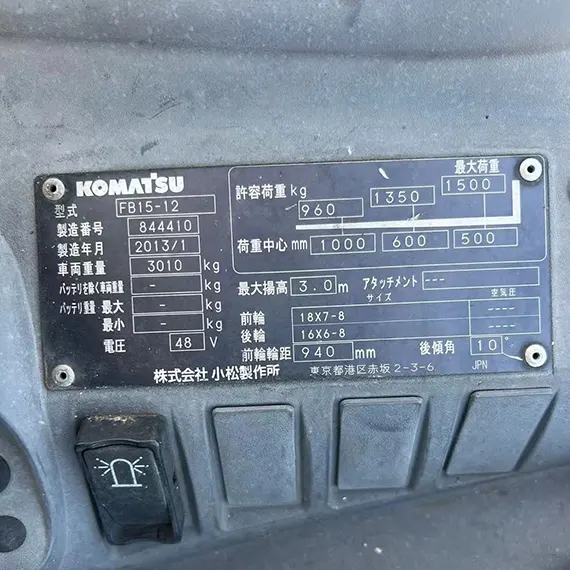 KOMATSU
型式 FB15-12
製造番号 844410
製造年月 2013/1
車両重量 3010 kg
バッテリを除く車両重量 - kg
バッテリ重量 最大 - kg
最小 - kg
電圧 48 V
最大荷重
許容荷重 kg 960 1350 1500
荷重中心 mm 1000 600 500
最大揚高 3.0 m アタッチメント ---
サイズ 空気圧
前輪 18X7-8 ----
後輪 16X6-8 ----
前輪輪距 940 mm 後傾角 10°
株式会社 小松製作所 東京都港区赤坂 2-3-6 JPN